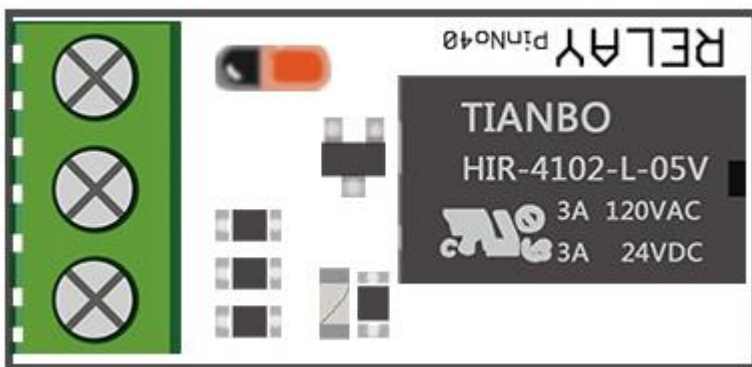 RELAY PinNo40
TIANBO
HIR-4102-L-05V
3A 120VAC
3A 24VDC